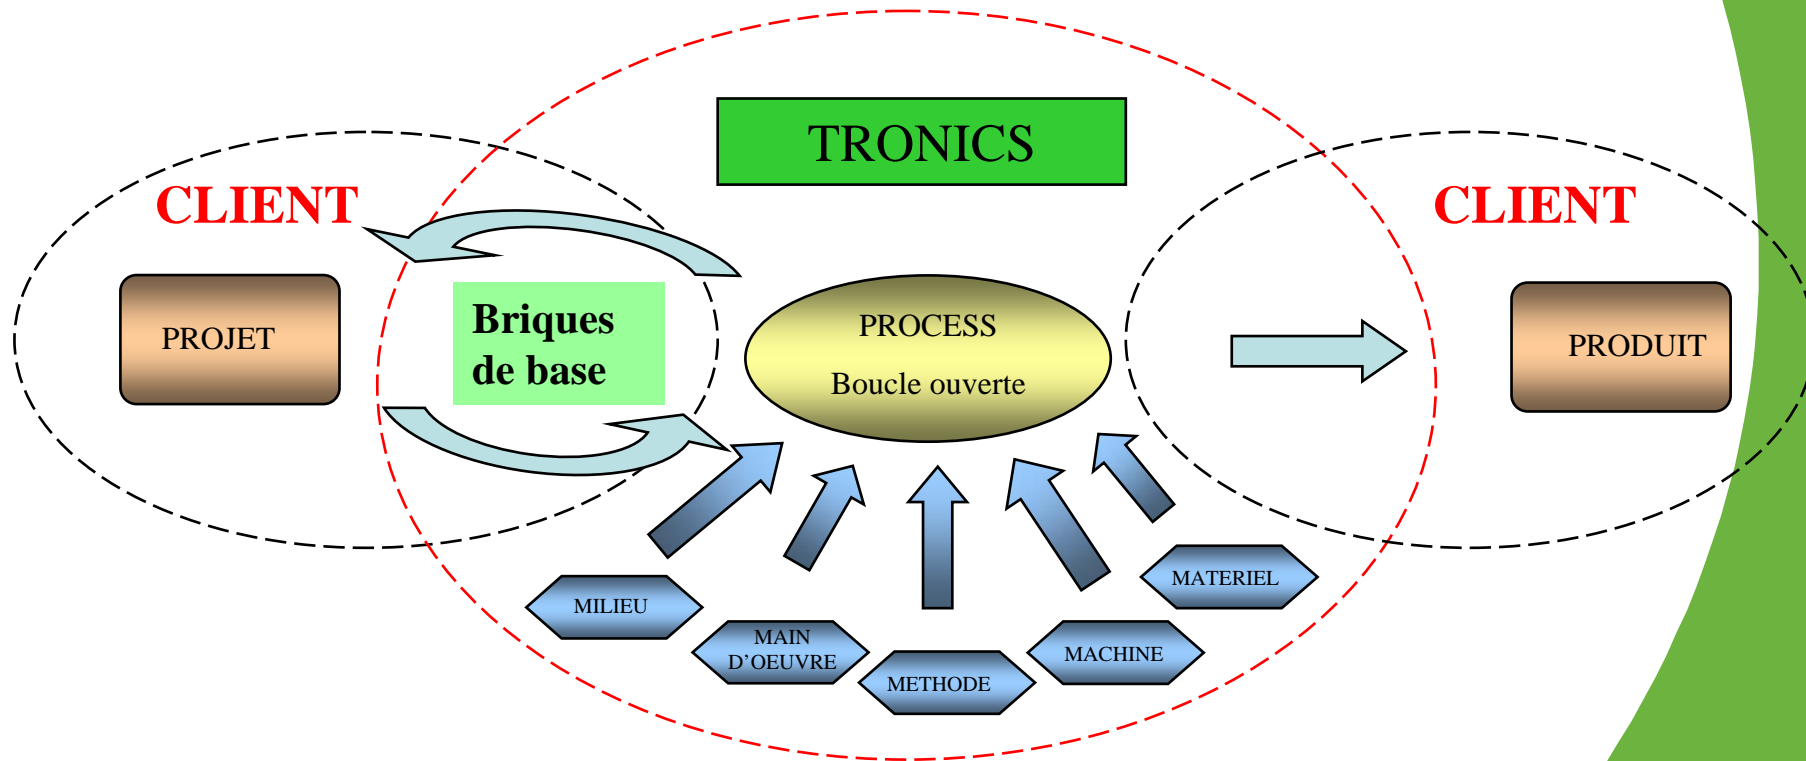 TRONICS
CLIENT
CLIENT
PROJET
Briques
de base
PROCESS
Boucle ouverte
PRODUIT
MILIEU
MAIN
D’OEUVRE
METHODE
MACHINE
MATERIEL